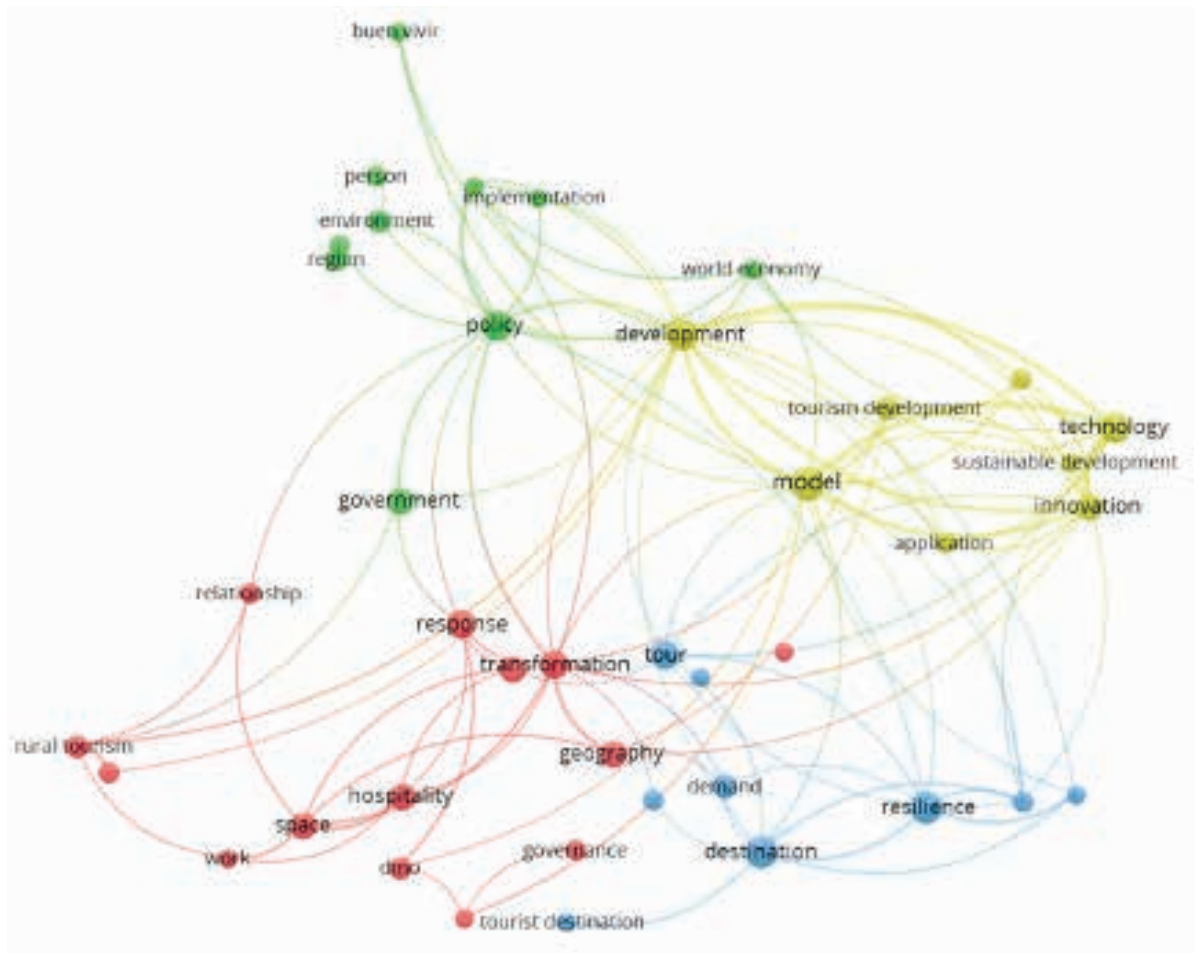 buen vivir
person
implementation
environment
region
world economy
policy
development
tourism development
technology
sustainable development
model
government
innovation
application
relationship
response
transformation
tour
rural tourism
geography
demand
hospitality
resilience
space
governance
destination
work
dmo
tourist destination